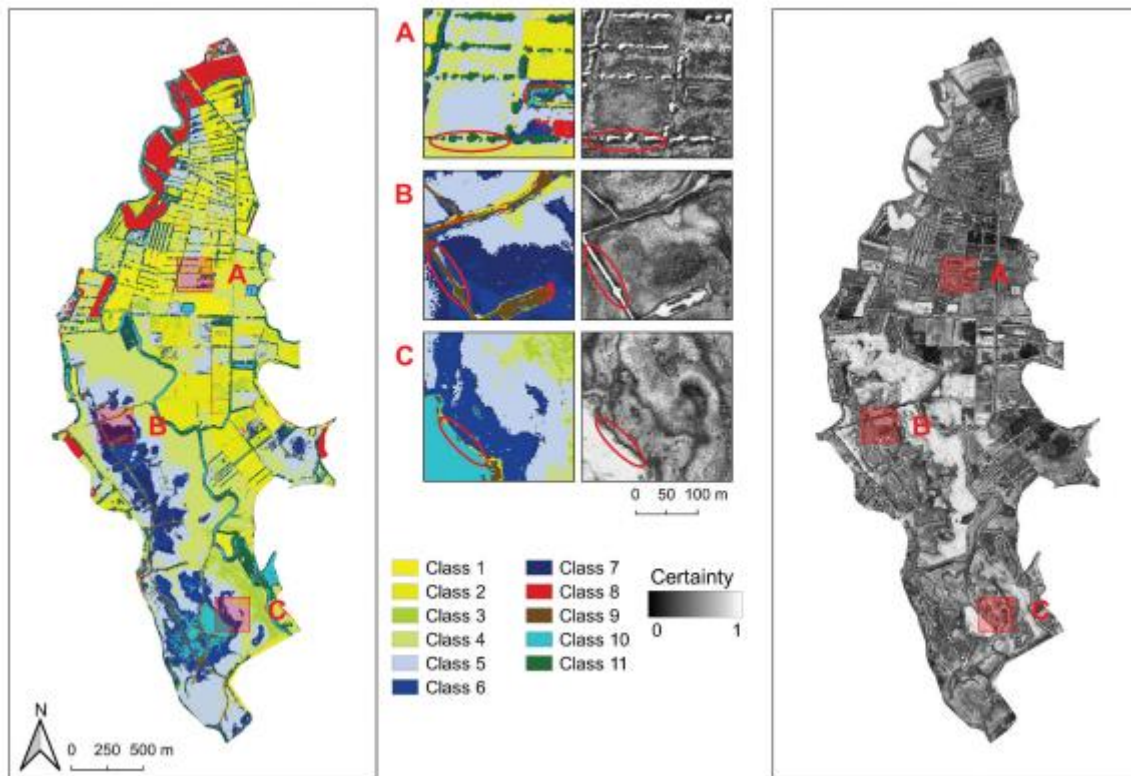 A
B
C
N
0 250 500 m
A
B
C
0 50 100 m
Class 1
Class 2
Class 3
Class 4
Class 5
Class 6
Class 7
Class 8
Class 9
Class 10
Class 11
Certainty
0 1
A
B
C